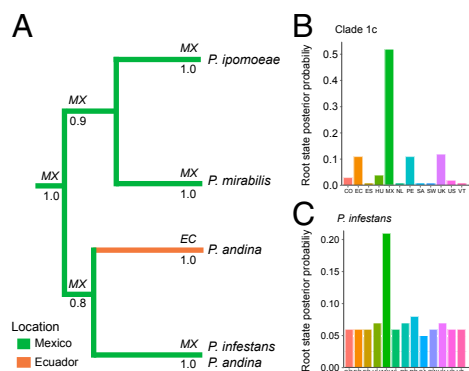 A
MX
1.0
P. ipomoeae
MX
0.9
MX
1.0
P. mirabilis
MX
1.0
EC
1.0
P. andina
MX
0.8
MX
1.0
P. infestans
P. andina
Location
Mexico
Ecuador
B
Clade 1c
Root state posterior probability
0.5
0.4
0.3
0.2
0.1
0.0
CO EC ES HU MX NL PE SA SW UK US VT
C
P. infestans
Root state posterior probability
0.20
0.15
0.10
0.05
0.00